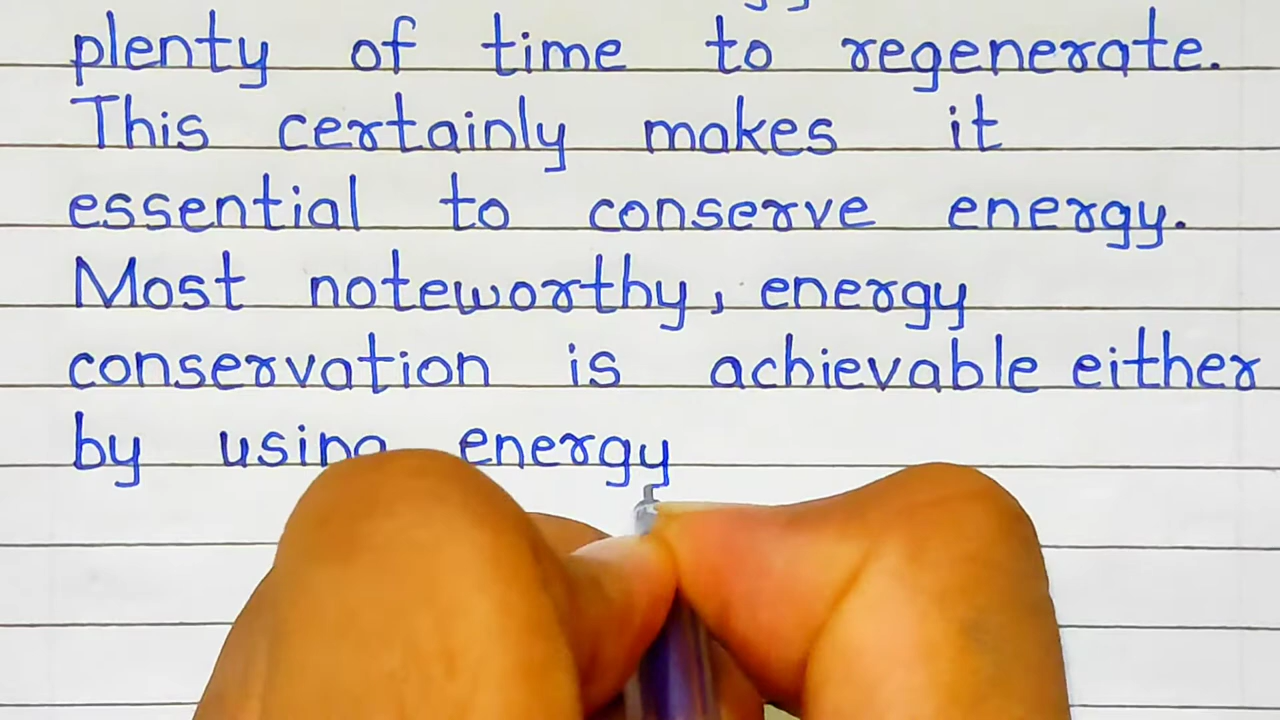 plenty of time to regenerate.
This certainly makes it
essential to conserve energy.
Most noteworthy, energy
conservation is achievable either
by using energy